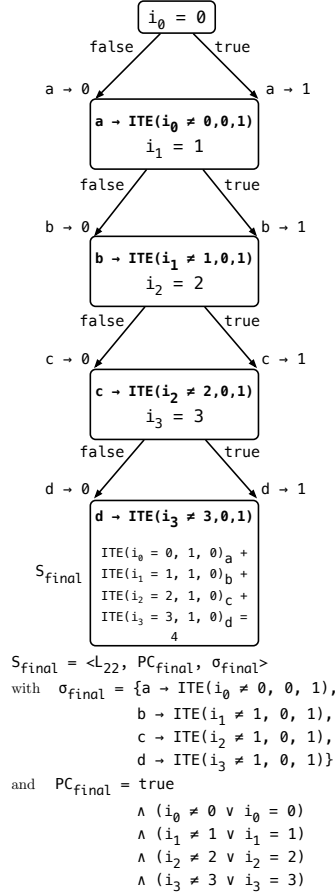 i₀ = 0
false true
a → 0 a → 1
a → ITE(i₀ ≠ 0,0,1)
i₁ = 1
false true
b → 0 b → 1
b → ITE(i₁ ≠ 1,0,1)
i₂ = 2
false true
c → 0 c → 1
c → ITE(i₂ ≠ 2,0,1)
i₃ = 3
false true
d → 0 d → 1
d → ITE(i₃ ≠ 3,0,1)
ITE(i₀ = 0, 1, 0)a +
S_final ITE(i₁ = 1, 1, 0)b +
ITE(i₂ = 2, 1, 0)c +
ITE(i₃ = 3, 1, 0)d =
4
S_final = <L₂₂, PC_final, σ_final>
with σ_final = {a → ITE(i₀ ≠ 0, 0, 1),
b → ITE(i₁ ≠ 1, 0, 1),
c → ITE(i₂ ≠ 1, 0, 1),
d → ITE(i₃ ≠ 1, 0, 1)}
and PC_final = true
∧ (i₀ ≠ 0 ∨ i₀ = 0)
∧ (i₁ ≠ 1 ∨ i₁ = 1)
∧ (i₂ ≠ 2 ∨ i₂ = 2)
∧ (i₃ ≠ 3 ∨ i₃ = 3)